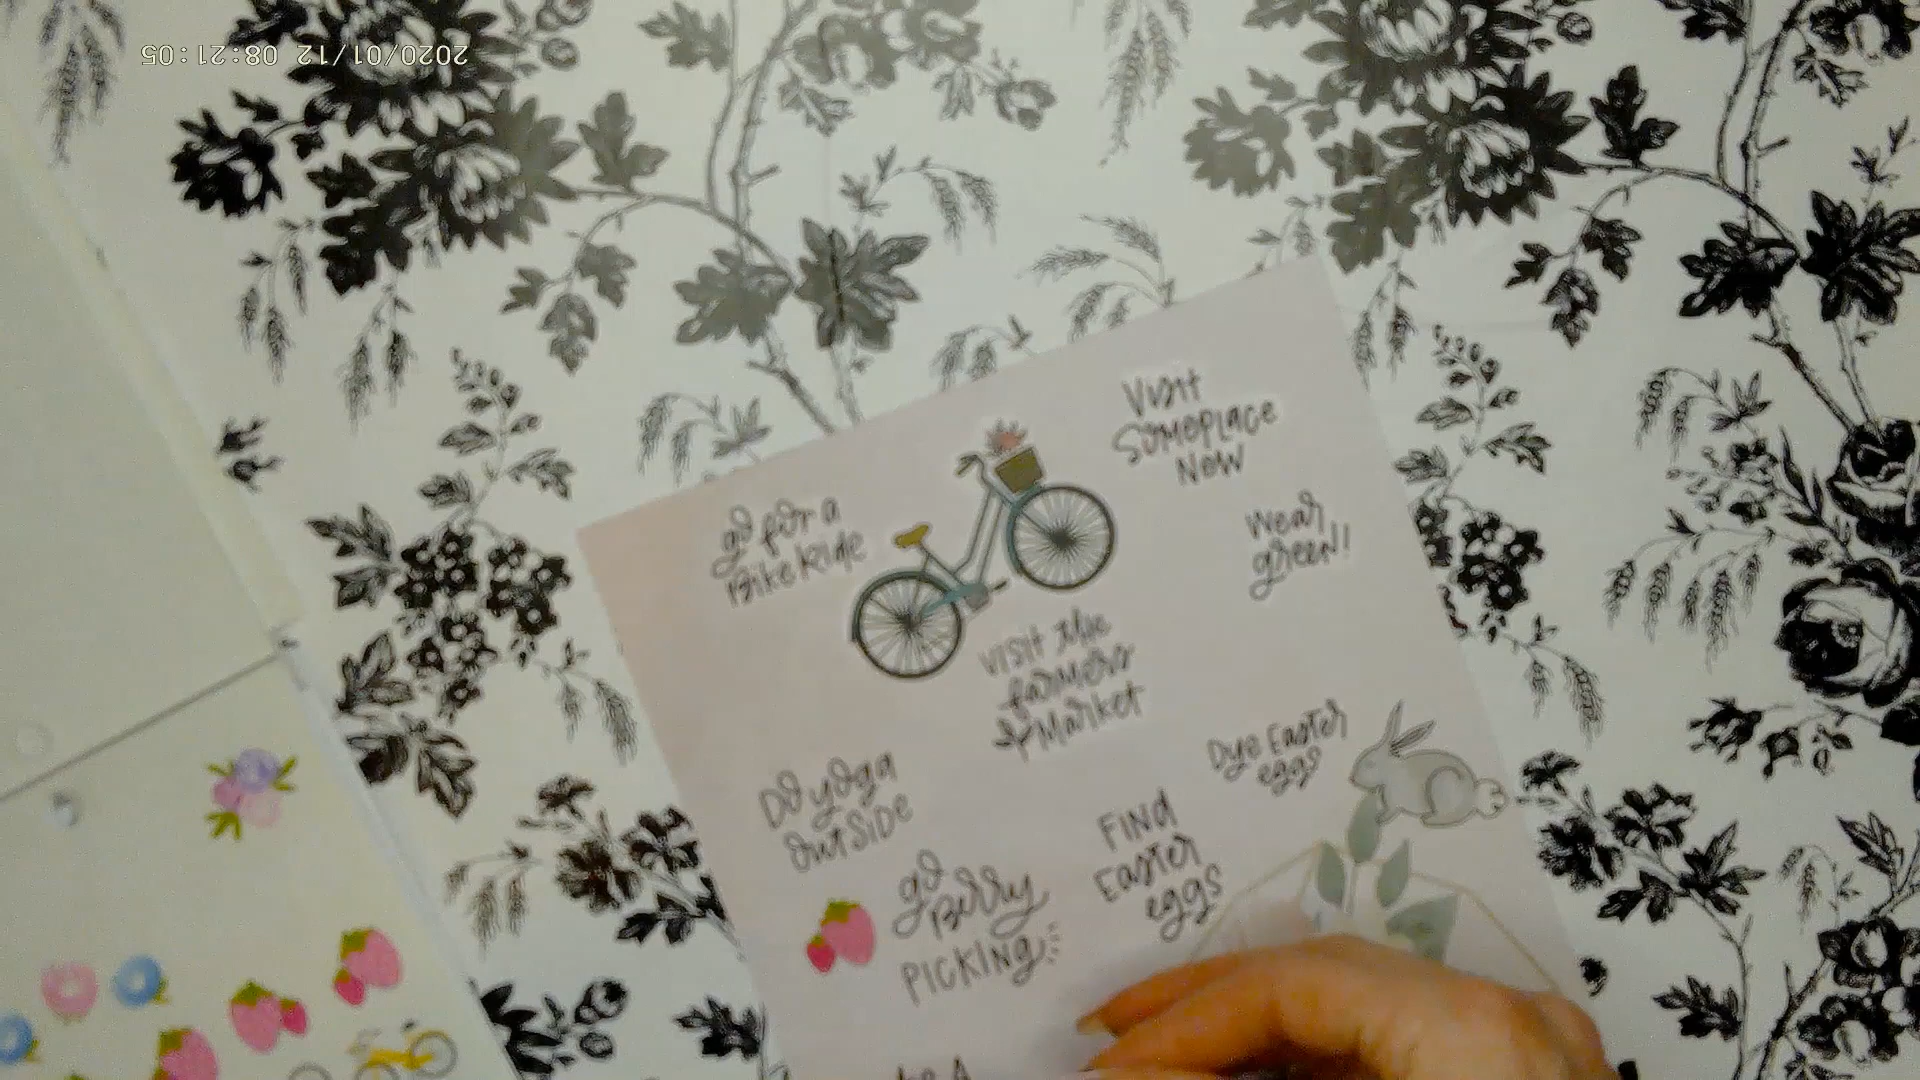 2020/01/12 08:21:05
Visit
Someplace
New
go for a
Bike Ride
Wear
green!
Visit the
farmers
Market
Dye Easter
eggs
Do yoga
outside
Find
Easter
eggs
go
Berry
Picking